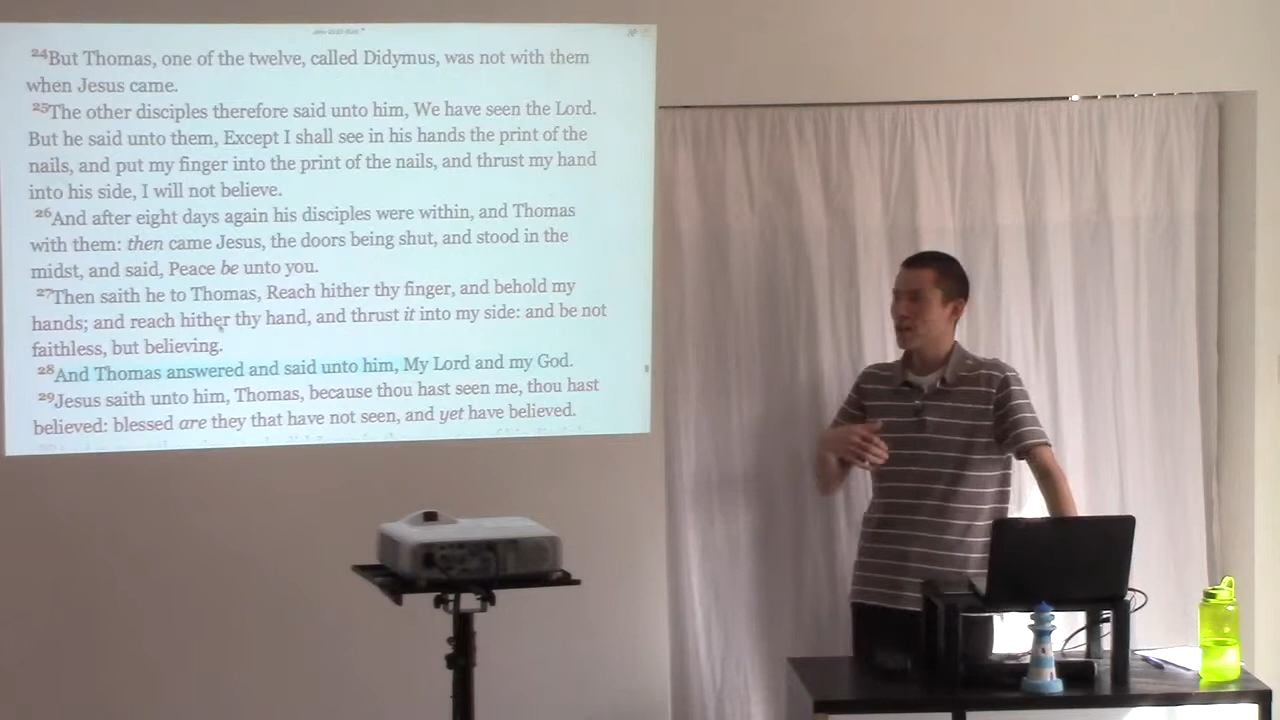 24But Thomas, one of the twelve, called Didymus, was not with them
when Jesus came.
25The other disciples therefore said unto him, We have seen the Lord.
But he said unto them, Except I shall see in his hands the print of the
nails, and put my finger into the print of the nails, and thrust my hand
into his side, I will not believe.
26And after eight days again his disciples were within, and Thomas
with them: then came Jesus, the doors being shut, and stood in the
midst, and said, Peace be unto you.
27Then saith he to Thomas, Reach hither thy finger, and behold my
hands; and reach hither thy hand, and thrust it into my side: and be not
faithless, but believing.
28And Thomas answered and said unto him, My Lord and my God.
29Jesus saith unto him, Thomas, because thou hast seen me, thou hast
believed: blessed are they that have not seen, and yet have believed.